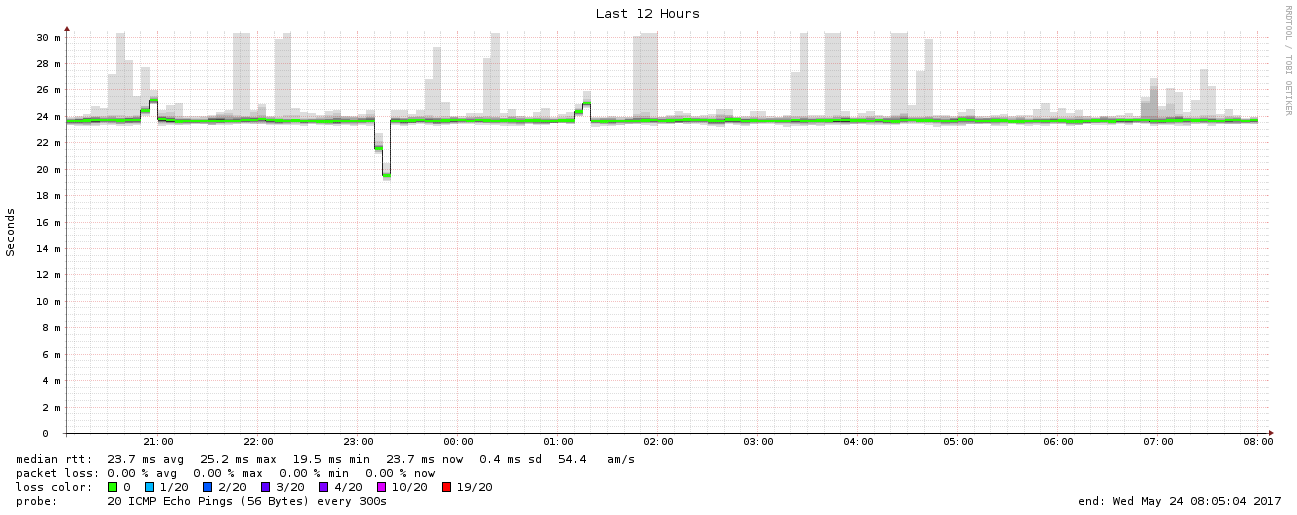 Last 12 Hours
RRDTOOL / TOBI OETIKER
Seconds
30 m
28 m
26 m
24 m
22 m
20 m
18 m
16 m
14 m
12 m
10 m
8 m
6 m
4 m
2 m
0
21:00 22:00 23:00 00:00 01:00 02:00 03:00 04:00 05:00 06:00 07:00 08:00
median rtt: 23.7 ms avg 25.2 ms max 19.5 ms min 23.7 ms now 0.4 ms sd 54.4 am/s
packet loss: 0.00 % avg 0.00 % max 0.00 % min 0.00 % now
loss color: 0 1/20 2/20 3/20 4/20 10/20 19/20
probe: 20 ICMP Echo Pings (56 Bytes) every 300s end: Wed May 24 08:05:04 2017